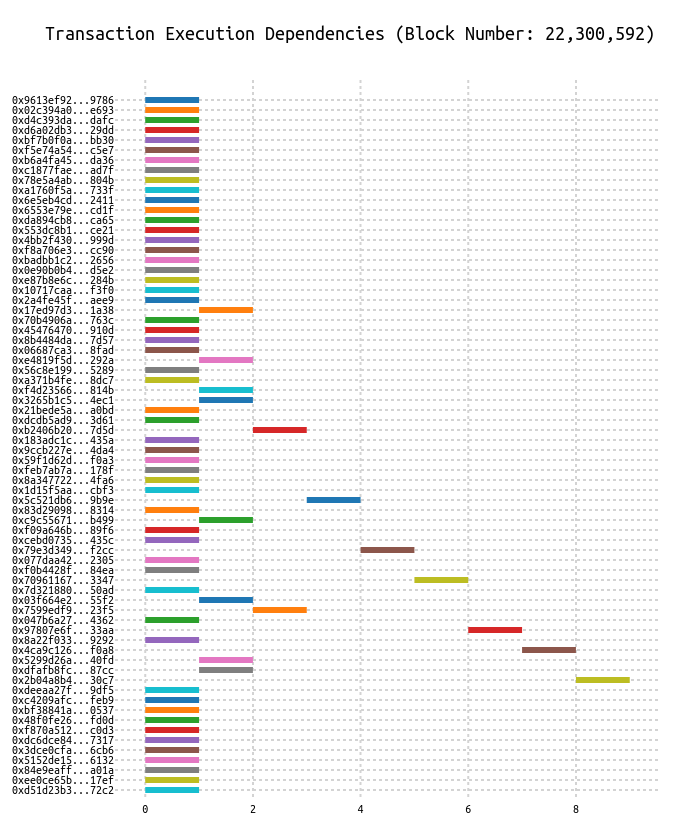 Transaction Execution Dependencies (Block Number: 22,300,592)
0x9613ef92...9786
0x02c394a0...e693
0xd4c393da...dafc
0xd6a02db3...29dd
0xbf7b0f0a...bb30
0xf5e74a54...c5e7
0xb6a4fa45...da36
0xc1877fae...ad7f
0x78e5a4ab...804b
0xa1760f5a...733f
0x6e5eb4cd...2411
0x6553e79e...cd1f
0xda894cb8...ca65
0x553dc8b1...ce21
0x4bb2f430...999d
0xf8a706e3...cc90
0xbadbb1c2...2656
0x0e90b0b4...d5e2
0xe87b8e6c...284b
0x10717caa...f3f0
0x2a4fe45f...aee9
0x17ed97d3...1a38
0x70b4906a...763c
0x45476470...910d
0x8b4484da...7d57
0x06687ca3...8fad
0xe4819f5d...292a
0x56c8e199...5289
0xa371b4fe...8dc7
0xf4d23566...814b
0x3265b1c5...4ec1
0x21bede5a...a0bd
0xdcdb5ad9...3d61
0xb2406b20...7d5d
0x183adc1c...435a
0x9ccb227e...4da4
0x59f1d62d...f0a3
0xfeb7ab7a...178f
0x8a347722...4fa6
0x1d15f5aa...cbf3
0x5c521db6...9b9e
0x83d29098...8314
0xc9c55671...b499
0xf09a646b...89f6
0xcebd0735...435c
0x79e3d349...f2cc
0x077daa42...2305
0xf0b4428f...84ea
0x70961167...3347
0x7d321880...50ad
0x03f664e2...55f2
0x7599edf9...23f5
0x047b6a27...4362
0x97807e6f...33aa
0x8a22f033...9292
0x4ca9c126...f0a8
0x5299d26a...40fd
0xdfafb8fc...87cc
0x2b04a8b4...30c7
0xdeeaa27f...9df5
0xc4209afc...feb9
0xbf38841a...0537
0x48f0fe26...fd0d
0xf870a512...c0d3
0xdc6dce84...7317
0x3dce0cfa...6cb6
0x5152de15...6132
0x84e9eaff...a01a
0xee0ce65b...17ef
0xd51d23b3...72c2
0 2 4 6 8